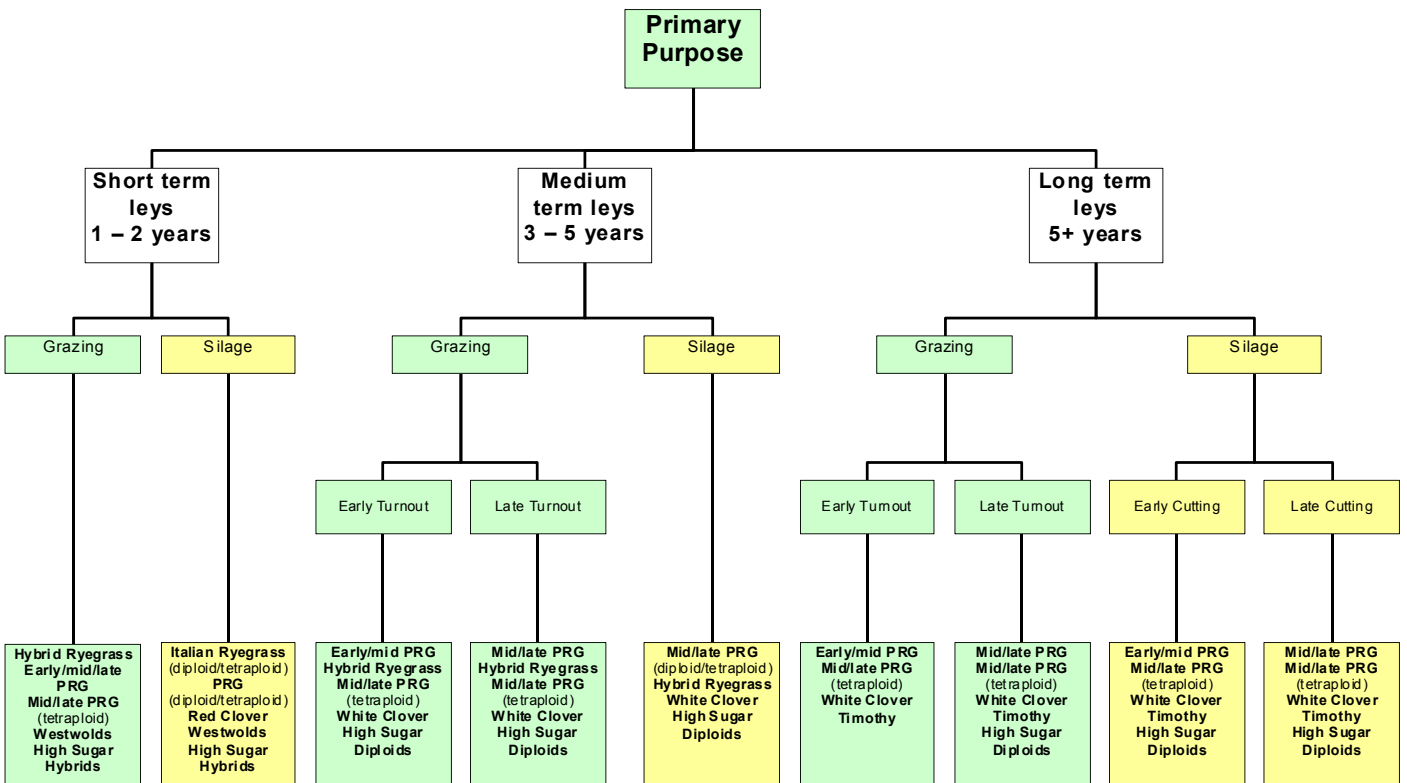 Primary
Purpose
Short term
leys
1 – 2 years
Medium
term leys
3 – 5 years
Long term
leys
5+ years
Grazing
Silage
Grazing
Silage
Grazing
Silage
Early Turnout
Late Turnout
Early Turnout
Late Turnout
Early Cutting
Late Cutting
Hybrid Ryegrass
Early/mid/late
PRG
Mid/late PRG
(tetraploid)
Westwolds
High Sugar
Hybrids
Italian Ryegrass
(diploid/tetraploid)
PRG
(diploid/tetraploid)
Red Clover
Westwolds
High Sugar
Hybrids
Early/mid PRG
Hybrid Ryegrass
Mid/late PRG
(tetraploid)
White Clover
High Sugar
Diploids
Mid/late PRG
Hybrid Ryegrass
Mid/late PRG
(tetraploid)
White Clover
High Sugar
Diploids
Mid/late PRG
(diploid/tetraploid)
Hybrid Ryegrass
White Clover
High Sugar
Diploids
Early/mid PRG
Mid/late PRG
(tetraploid)
White Clover
Timothy
Mid/late PRG
Mid/late PRG
(tetraploid)
White Clover
Timothy
High Sugar
Diploids
Early/mid PRG
Mid/late PRG
(tetraploid)
White Clover
Timothy
High Sugar
Diploids
Mid/late PRG
Mid/late PRG
(tetraploid)
White Clover
Timothy
High Sugar
Diploids